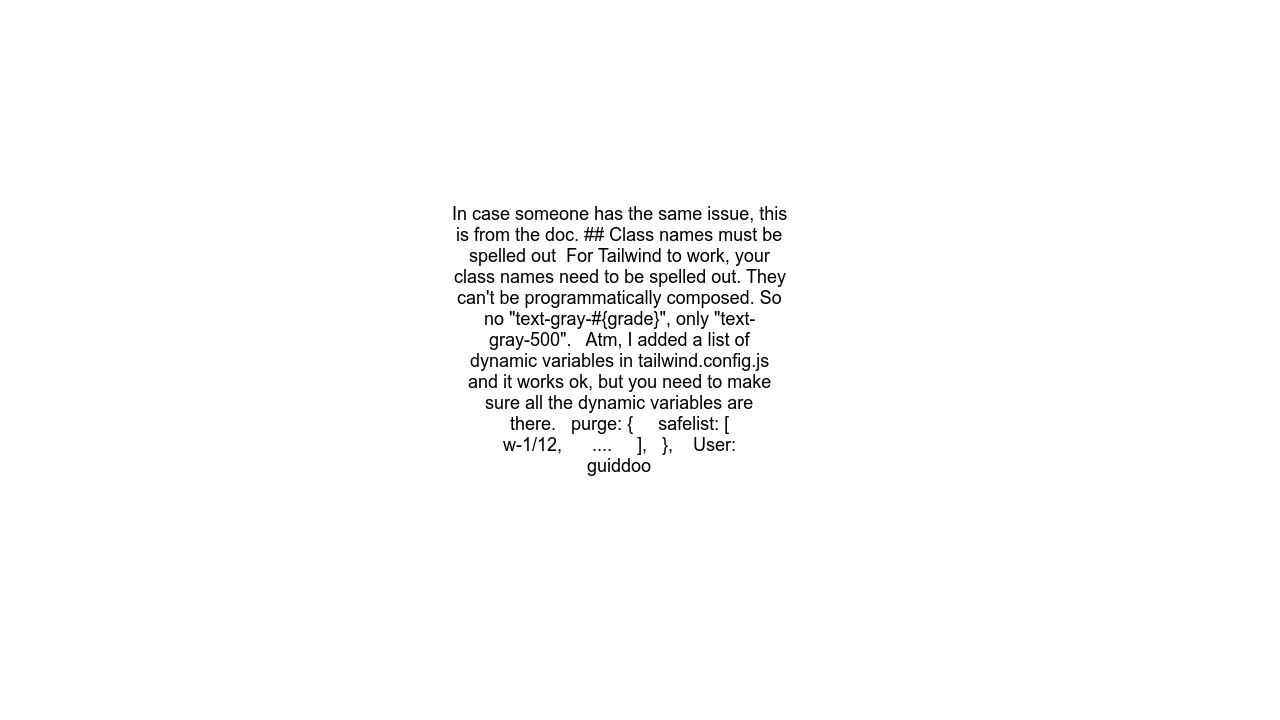 In case someone has the same issue, this
is from the doc. ## Class names must be
spelled out  For Tailwind to work, your
class names need to be spelled out. They
can't be programmatically composed. So
no "text-gray-#{grade}", only "text-
gray-500".   Atm, I added a list of
dynamic variables in tailwind.config.js
and it works ok, but you need to make
sure all the dynamic variables are
there.   purge: {     safelist: [
w-1/12,      ....     ],   },    User:
guiddoo